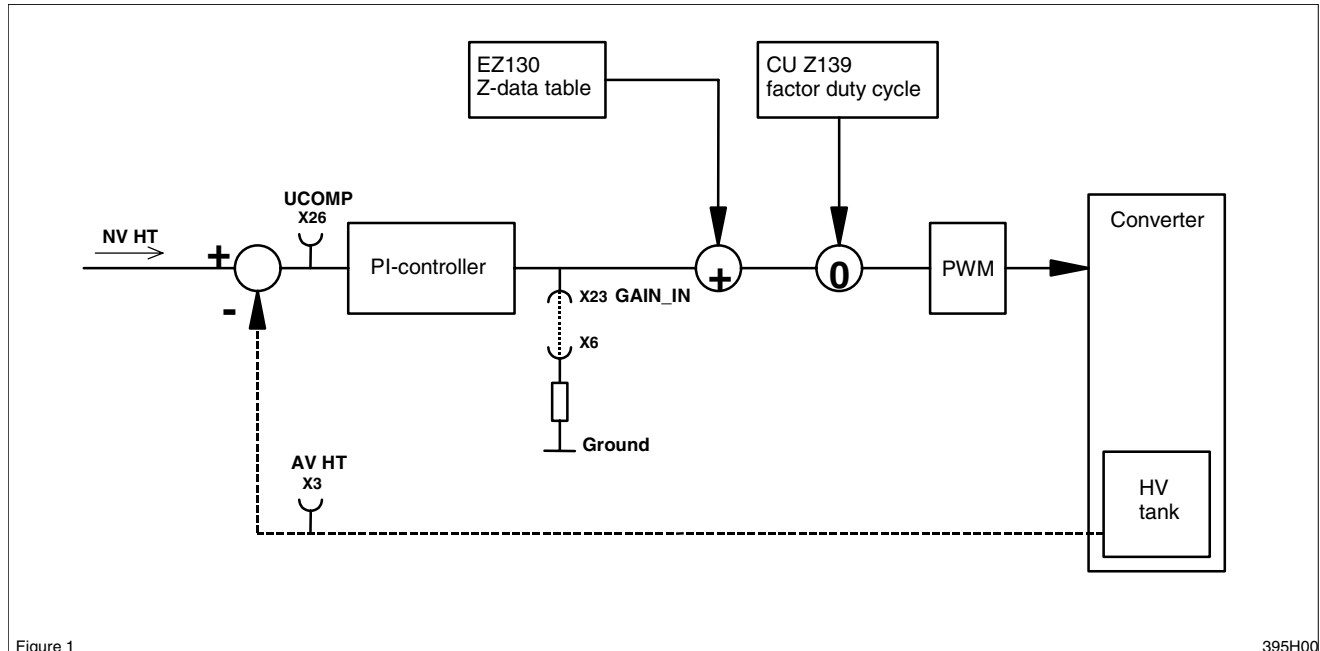 EZ130
Z-data table
CU Z139
factor duty cycle
UCOMP
X26
NV HT
+
-
PI-controller
X23 GAIN_IN
X6
Ground
+
0
PWM
Converter
HV
tank
AV HT
X3
Figure 1
395H00